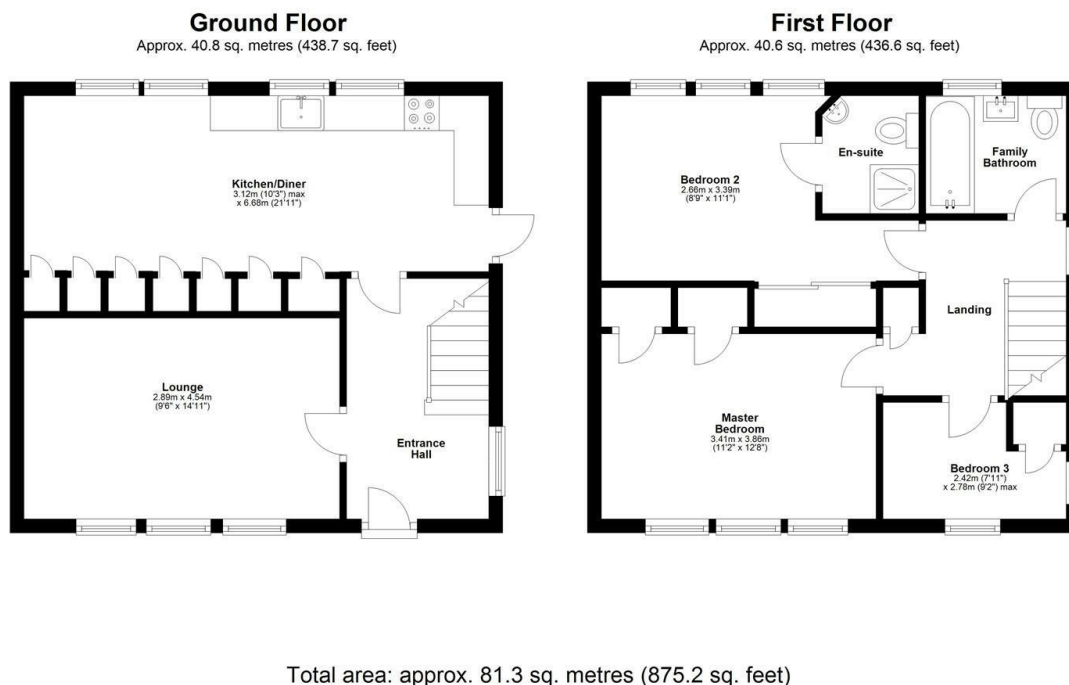 Ground Floor
Approx. 40.8 sq. metres (438.7 sq. feet)
Kitchen/Diner
3.12m (10'3") max
x 6.68m (21'11")
Lounge
2.89m x 4.54m
(9'6" x 14'11")
Entrance
Hall
First Floor
Approx. 40.6 sq. metres (436.6 sq. feet)
Bedroom 2
2.66m x 3.39m
(8'9" x 11'1")
En-suite
Family
Bathroom
Landing
Master
Bedroom
3.41m x 3.86m
(11'2" x 12'8")
Bedroom 3
2.42m (7'11")
x 2.78m (9'2") max
Total area: approx. 81.3 sq. metres (875.2 sq. feet)